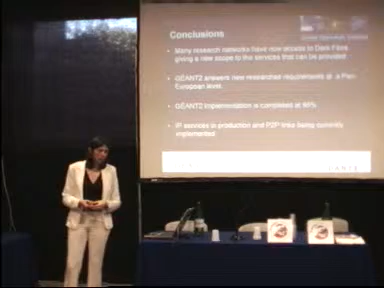 Conclusions
• Many research networks have now access to Dark Fibre
giving a new scope to the services that can be provided
• GÉANT2 answers new researches requirements at a Pan-
European level.
• GÉANT2 implementation is completed at 90%
• IP services in production and P2P links being currently
implemented